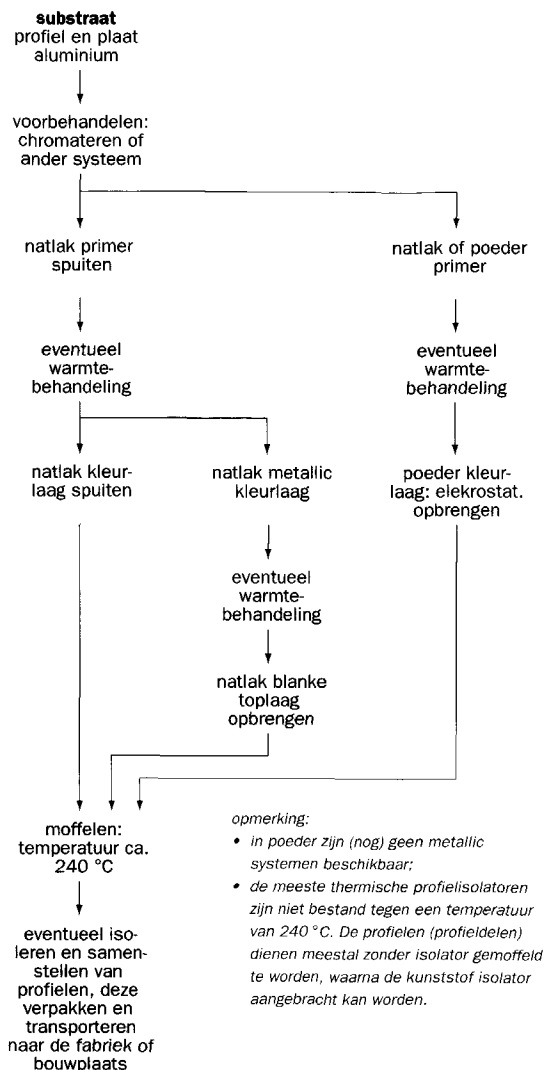 substraat
profiel en plaat
aluminium
voorbehandelen:
chromateren of
ander systeem
natlak primer
spuiten
natlak of poeder
primer
eventueel
warmte-
behandeling
eventueel
warmte-
behandeling
natlak kleur-
laag spuiten
natlak metallic
kleurlaag
poeder kleur-
laag: elekrostat.
opbrengen
eventueel
warmte-
behandeling
natlak blanke
toplaag
opbrengen
moffelen:
temperatuur ca.
240 °C
eventueel iso-
leren en samen-
stellen van
profielen, deze
verpakken en
transporteren
naar de fabriek of
bouwplaats
opmerking:
• in poeder zijn (nog) geen metallic
systemen beschikbaar;
• de meeste thermische profielisolatoren
zijn niet bestand tegen een temperatuur
van 240 °C. De profielen (profieldelen)
dienen meestal zonder isolator gemoffeld
te worden, waarna de kunststof isolator
aangebracht kan worden.